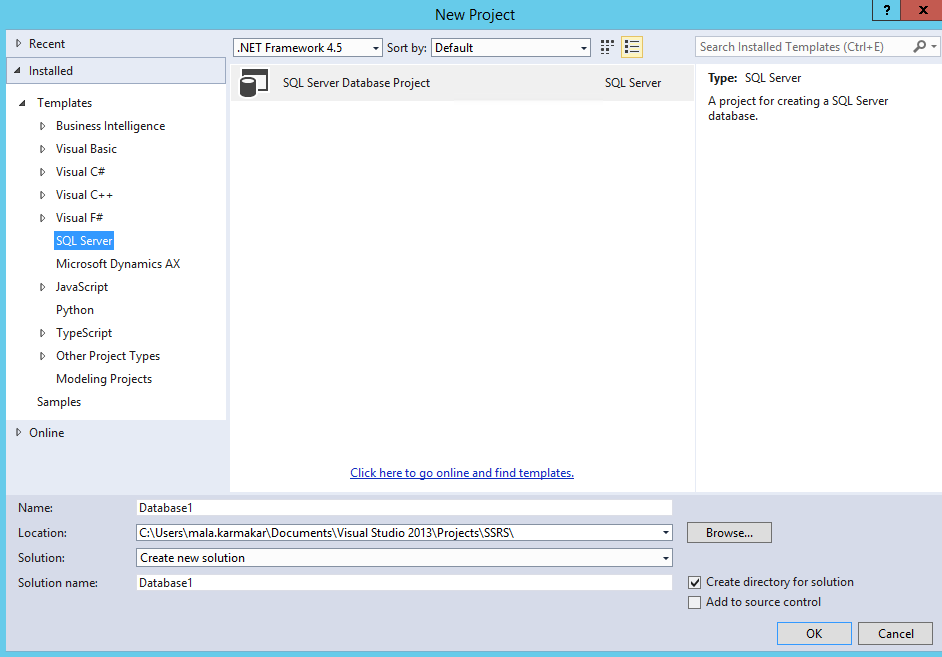 New Project
?
x
Recent
Installed
Templates
Business Intelligence
Visual Basic
Visual C#
Visual C++
Visual F#
SQL Server
Microsoft Dynamics AX
JavaScript
Python
TypeScript
Other Project Types
Modeling Projects
Samples
Online
.NET Framework 4.5 Sort by: Default
SQL Server Database Project SQL Server
Click here to go online and find templates.
Search Installed Templates (Ctrl+E)
Type: SQL Server
A project for creating a SQL Server
database.
Name: Database1
Location: C:\Users\mala.karmakar\Documents\Visual Studio 2013\Projects\SSRS\ Browse...
Solution: Create new solution
Solution name: Database1
Create directory for solution
Add to source control
OK Cancel